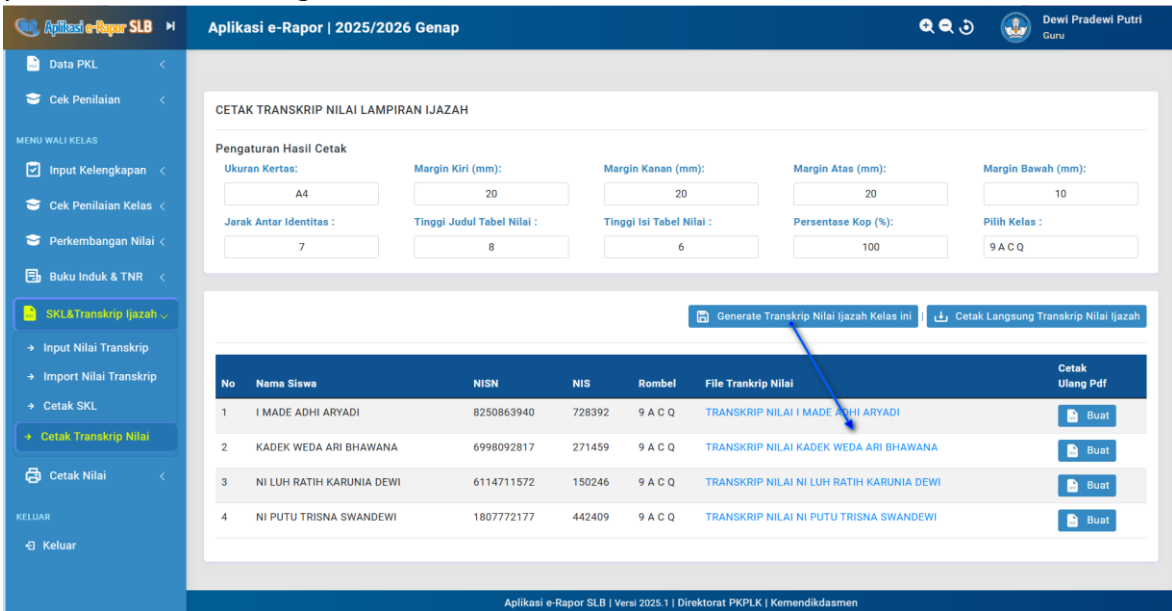 Aplikasi e-Rapor SLB
Aplikasi e-Rapor | 2025/2026 Genap
Dewi Pradewi Putri
Guru
Data PKL
Cek Penilaian
MENU WALI KELAS
Input Kelengkapan
Cek Penilaian Kelas
Perkembangan Nilai
Buku Induk & TNR
SKL&Transkrip Ijazah
Input Nilai Transkrip
Import Nilai Transkrip
Cetak SKL
Cetak Transkrip Nilai
Cetak Nilai
KELUAR
Keluar
CETAK TRANSKRIP NILAI LAMPIRAN IJAZAH
Pengaturan Hasil Cetak
Ukuran Kertas: Margin Kiri (mm): Margin Kanan (mm): Margin Atas (mm): Margin Bawah (mm):
A4 20 20 20 10
Jarak Antar Identitas : Tinggi Judul Tabel Nilai : Tinggi Isi Tabel Nilai : Persentase Kop (%): Pilih Kelas :
7 8 6 100 9 A C Q
Generate Transkrip Nilai Ijazah Kelas ini | Cetak Langsung Transkrip Nilai Ijazah
No Nama Siswa NISN NIS Rombel File Trankrip Nilai Cetak Ulang Pdf
1 I MADE ADHI ARYADI 8250863940 728392 9 A C Q TRANSKRIP NILAI I MADE ADHI ARYADI Buat
2 KADEK WEDA ARI BHAWANA 6998092817 271459 9 A C Q TRANSKRIP NILAI KADEK WEDA ARI BHAWANA Buat
3 NI LUH RATIH KARUNIA DEWI 6114711572 150246 9 A C Q TRANSKRIP NILAI NI LUH RATIH KARUNIA DEWI Buat
4 NI PUTU TRISNA SWANDEWI 1807772177 442409 9 A C Q TRANSKRIP NILAI NI PUTU TRISNA SWANDEWI Buat
Aplikasi e-Rapor SLB | Versi 2025.1 | Direktorat PKPLK | Kemendikdasmen